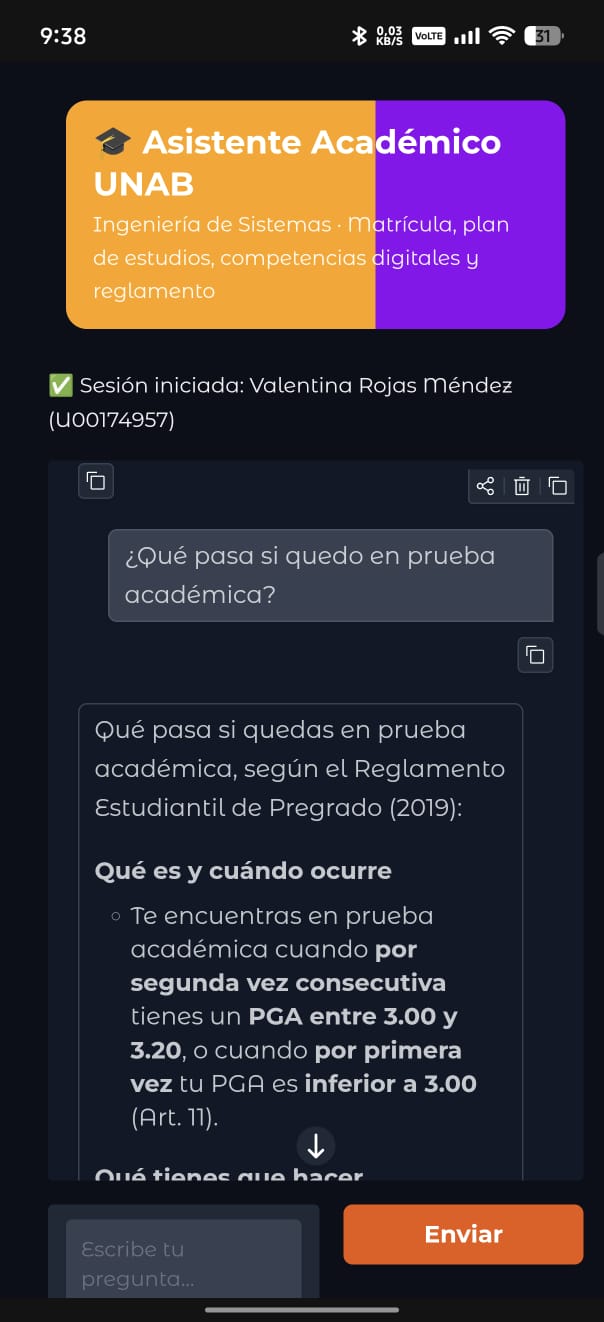 9:38
0,03
KB/S
VoLTE
31
🎓 Asistente Académico
UNAB
Ingeniería de Sistemas · Matrícula, plan
de estudios, competencias digitales y
reglamento
✅ Sesión iniciada: Valentina Rojas Méndez
(U00174957)
¿Qué pasa si quedo en prueba
académica?
Qué pasa si quedas en prueba
académica, según el Reglamento
Estudiantil de Pregrado (2019):
Qué es y cuándo ocurre
Te encuentras en prueba
académica cuando por
segunda vez consecutiva
tienes un PGA entre 3.00 y
3.20, o cuando por primera
vez tu PGA es inferior a 3.00
(Art. 11).
Qué tienes que hacer
Escribe tu
pregunta...
Enviar